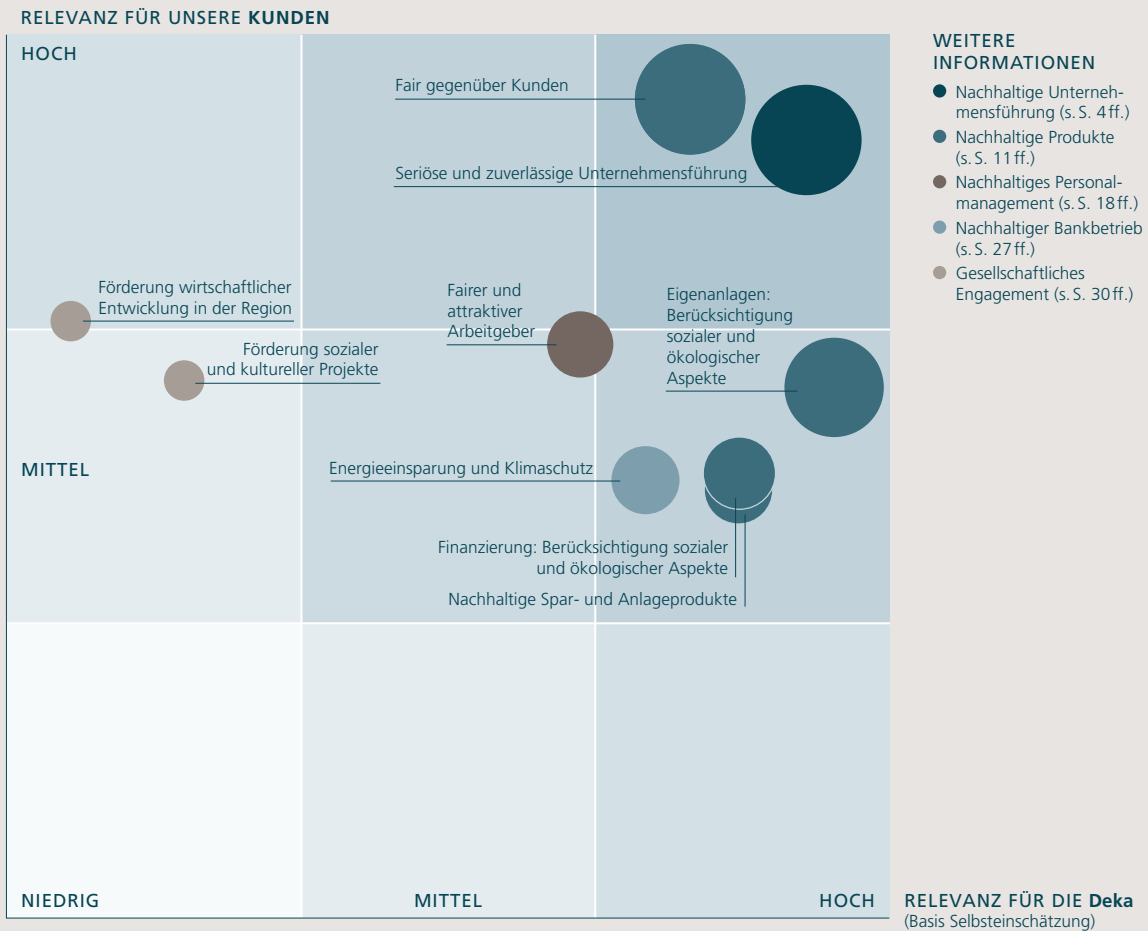 RELEVANZ FÜR UNSERE KUNDEN
HOCH
Fair gegenüber Kunden
Seriöse und zuverlässige Unternehmensführung
Förderung wirtschaftlicher
Entwicklung in der Region
Förderung sozialer
und kultureller Projekte
Fairer und
attraktiver
Arbeitgeber
Eigenanlagen:
Berücksichtigung
sozialer und
ökologischer
Aspekte
MITTEL
Energieeinsparung und Klimaschutz
Finanzierung: Berücksichtigung sozialer
und ökologischer Aspekte
Nachhaltige Spar- und Anlageprodukte
NIEDRIG
MITTEL
HOCH
RELEVANZ FÜR DIE Deka
(Basis Selbsteinschätzung)
WEITERE
INFORMATIONEN
Nachhaltige Unterneh-
mensführung (s. S. 4 ff.)
Nachhaltige Produkte
(s. S. 11 ff.)
Nachhaltiges Personal-
management (s. S. 18 ff.)
Nachhaltiger Bankbetrieb
(s. S. 27 ff.)
Gesellschaftliches
Engagement (s. S. 30 ff.)